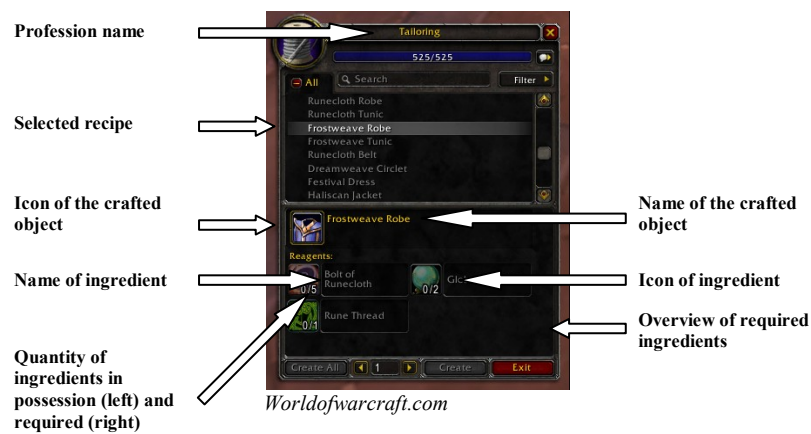 Profession name
Tailoring
525/525
All
Search
Filter
Runecloth Robe
Runecloth Tunic
Selected recipe
Frostweave Robe
Frostweave Tunic
Runecloth Belt
Dreamweave Circlet
Festival Dress
Haliscan Jacket
Icon of the crafted
object
Name of the crafted
object
Frostweave Robe
Reagents:
Name of ingredient
Bolt of
Runecloth
0/5
0/2
Icon of ingredient
Rune Thread
0/1
Overview of required
ingredients
Quantity of
ingredients in
possession (left) and
required (right)
Create All
1
Create
Exit
Worldofwarcraft.com